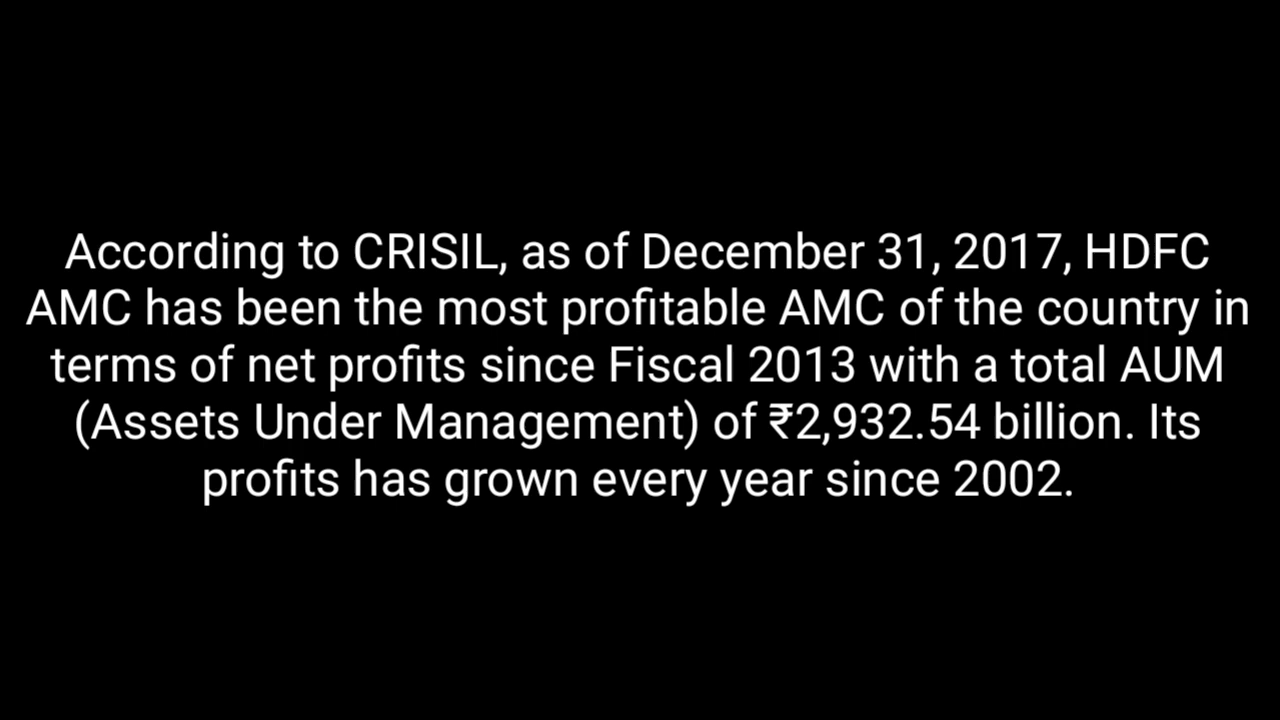 According to CRISIL, as of December 31, 2017, HDFC
AMC has been the most profitable AMC of the country in
terms of net profits since Fiscal 2013 with a total AUM
(Assets Under Management) of ₹2,932.54 billion. Its
profits has grown every year since 2002.